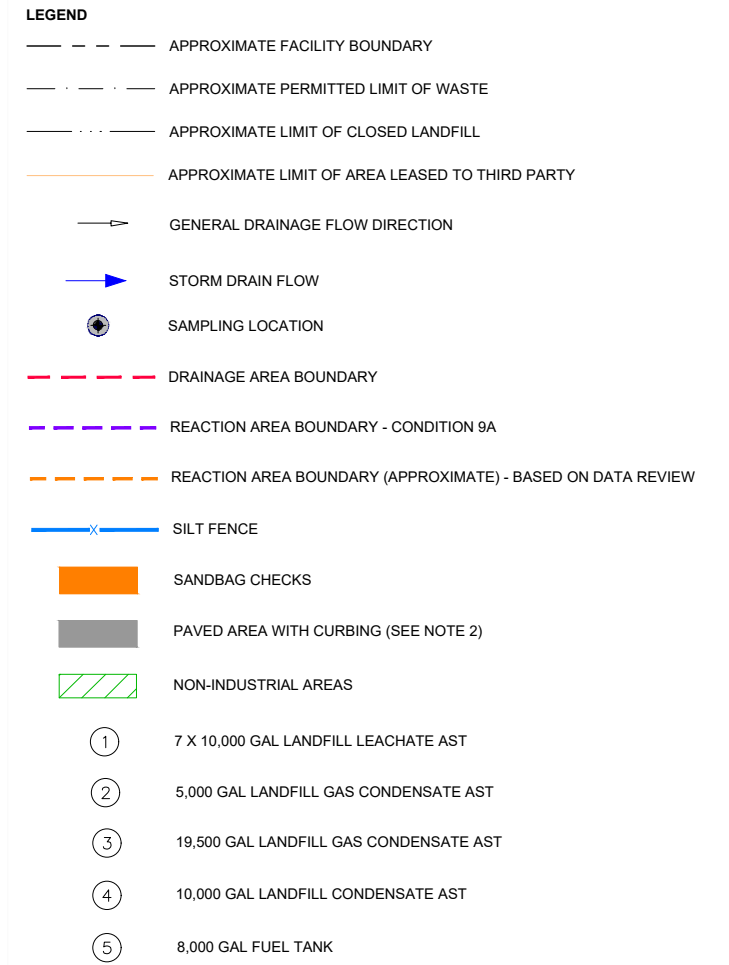 LEGEND
APPROXIMATE FACILITY BOUNDARY
APPROXIMATE PERMITTED LIMIT OF WASTE
APPROXIMATE LIMIT OF CLOSED LANDFILL
APPROXIMATE LIMIT OF AREA LEASED TO THIRD PARTY
GENERAL DRAINAGE FLOW DIRECTION
STORM DRAIN FLOW
SAMPLING LOCATION
DRAINAGE AREA BOUNDARY
REACTION AREA BOUNDARY - CONDITION 9A
REACTION AREA BOUNDARY (APPROXIMATE) - BASED ON DATA REVIEW
X SILT FENCE
SANDBAG CHECKS
PAVED AREA WITH CURBING (SEE NOTE 2)
NON-INDUSTRIAL AREAS
1 7 X 10,000 GAL LANDFILL LEACHATE AST
2 5,000 GAL LANDFILL GAS CONDENSATE AST
3 19,500 GAL LANDFILL GAS CONDENSATE AST
4 10,000 GAL LANDFILL CONDENSATE AST
5 8,000 GAL FUEL TANK